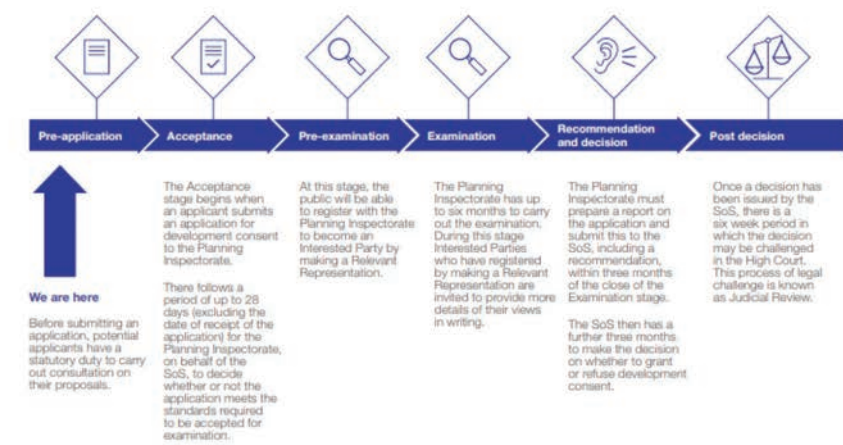 Pre-application
Acceptance
Pre-examination
Examination
Recommendation
and decision
Post decision
We are here
Before submitting an
application, potential
applicants have a
statutory duty to carry
out consultation on
their proposals.
The Acceptance
stage begins when
an applicant submits
an application for
development consent
to the Planning
Inspectorate.
There follows a
period of up to 28
days (excluding the
date of receipt of the
application) for the
Planning Inspectorate,
on behalf of the
SoS, to decide
whether or not the
application meets the
standards required
to be accepted for
examination.
At this stage, the
public will be able
to register with the
Planning Inspectorate
to become an
Interested Party by
making a Relevant
Representation.
The Planning
Inspectorate has up
to six months to carry
out the examination.
During this stage
Interested Parties
who have registered
by making a Relevant
Representation are
invited to provide more
details of their views
in writing.
The Planning
Inspectorate must
prepare a report on
the application and
submit this to the
SoS, including a
recommendation,
within three months
of the close of the
Examination stage.
The SoS then has a
further three months
to make the decision
on whether to grant
or refuse development
consent.
Once a decision has
been issued by the
SoS, there is a
six week period in
which the decision
may be challenged
in the High Court.
This process of legal
challenge is known
as Judicial Review.